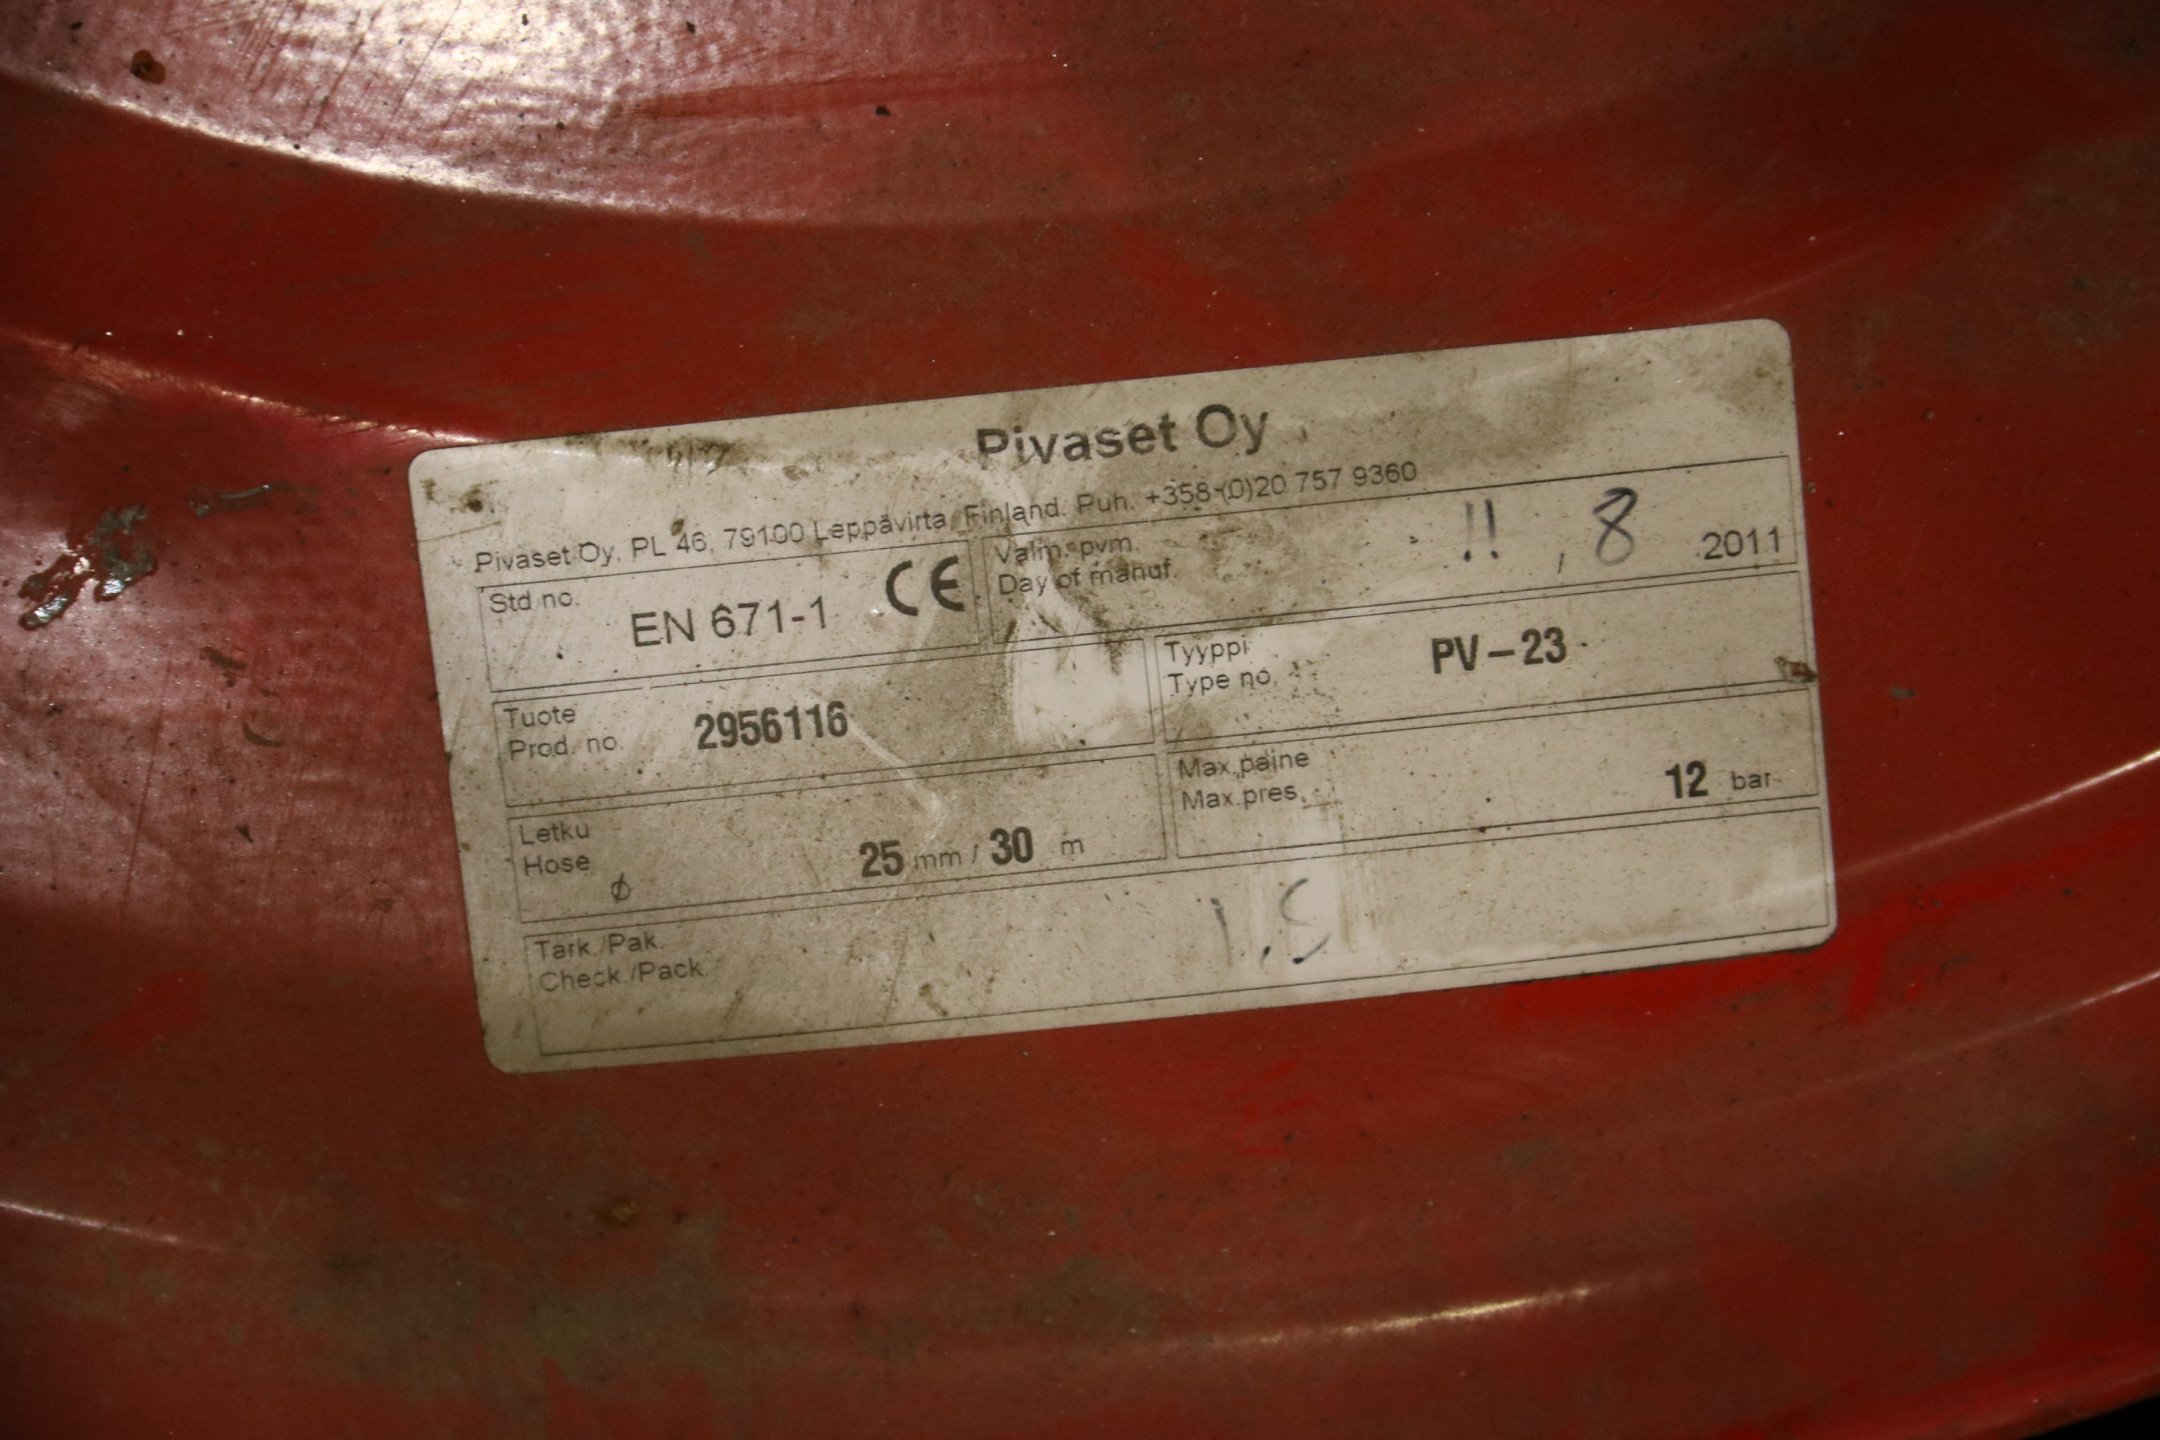 Pivaset Oy
Pivaset Oy, PL 46, 79100 Leppävirta, Finland. Puh. +358-(0)20 757 9360
Std no. EN 671-1 CE
Valm. pvm.
Day of manuf. 11 , 8 2011
Tuote
Prod. no. 2956116
Tyyppi
Type no. PV-23
Letku
Hose Ø 25 mm / 30 m
Max.paine
Max.pres. 12 bar
Tark./Pak.
Check./Pack.